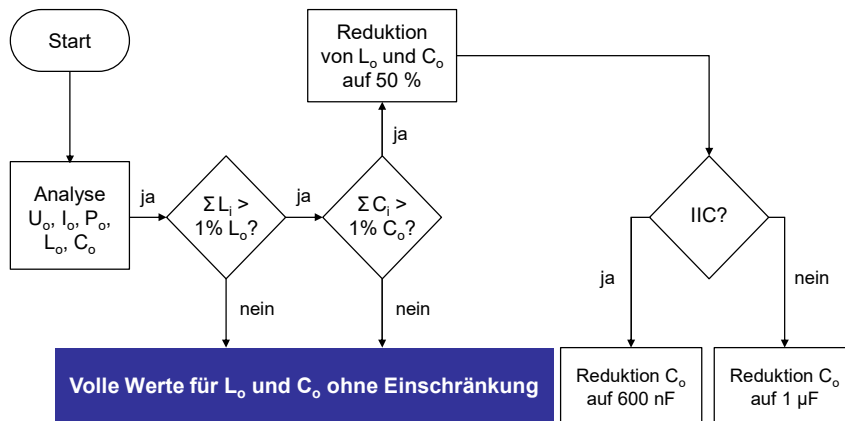 Start
Analyse
Uₒ, Iₒ, Pₒ,
Lₒ, Cₒ
ja
Σ Lᵢ >
1% Lₒ?
ja
Σ Cᵢ >
1% Cₒ?
ja
Reduktion
von Lₒ und Cₒ
auf 50 %
nein
nein
Volle Werte für Lₒ und Cₒ ohne Einschränkung
IIC?
ja
nein
Reduktion Cₒ
auf 600 nF
Reduktion Cₒ
auf 1 µF